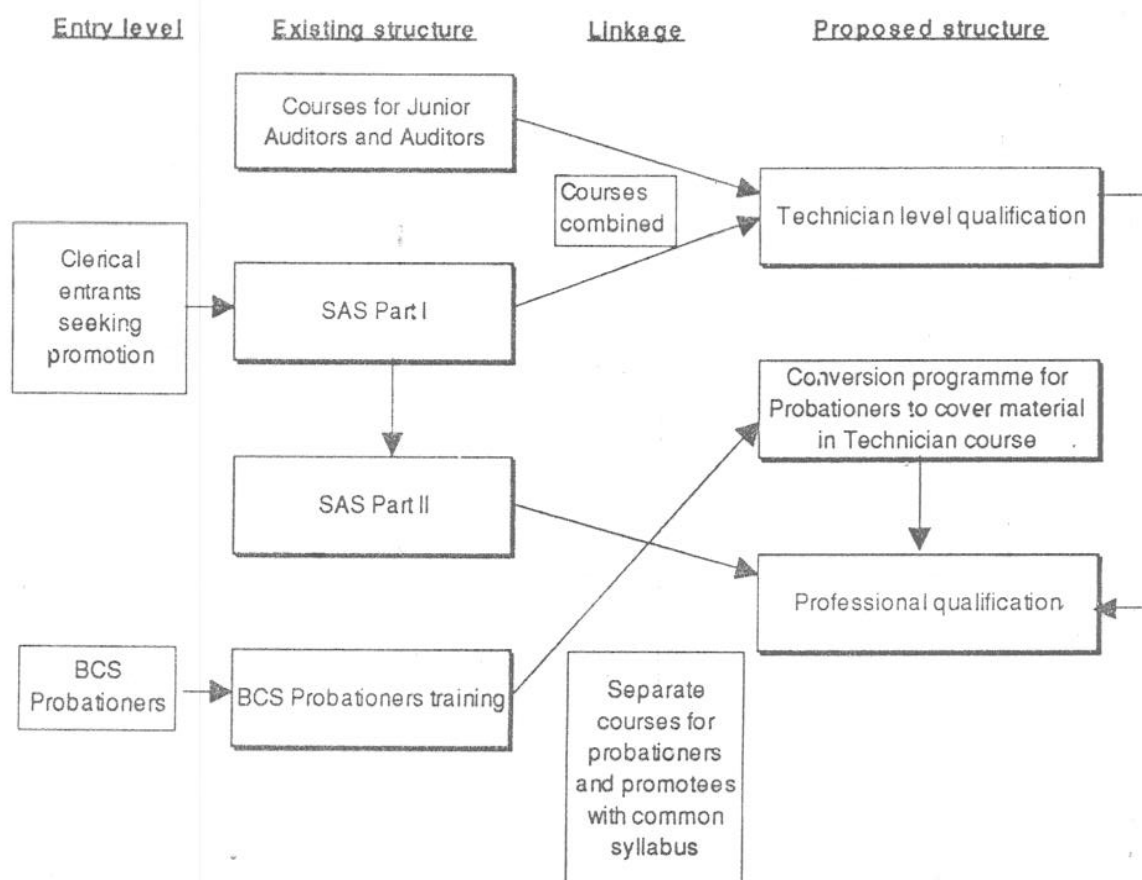 Entry level
Existing structure
Linkage
Proposed structure
Courses for Junior
Auditors and Auditors
Courses
combined
Technician level qualification
Clerical
entrants
seeking
promotion
SAS Part I
Conversion programme for
Probationers to cover material
in Technician course
SAS Part II
Professional qualification
BCS
Probationers
BCS Probationers training
Separate
courses for
probationers
and promotees
with common
syllabus